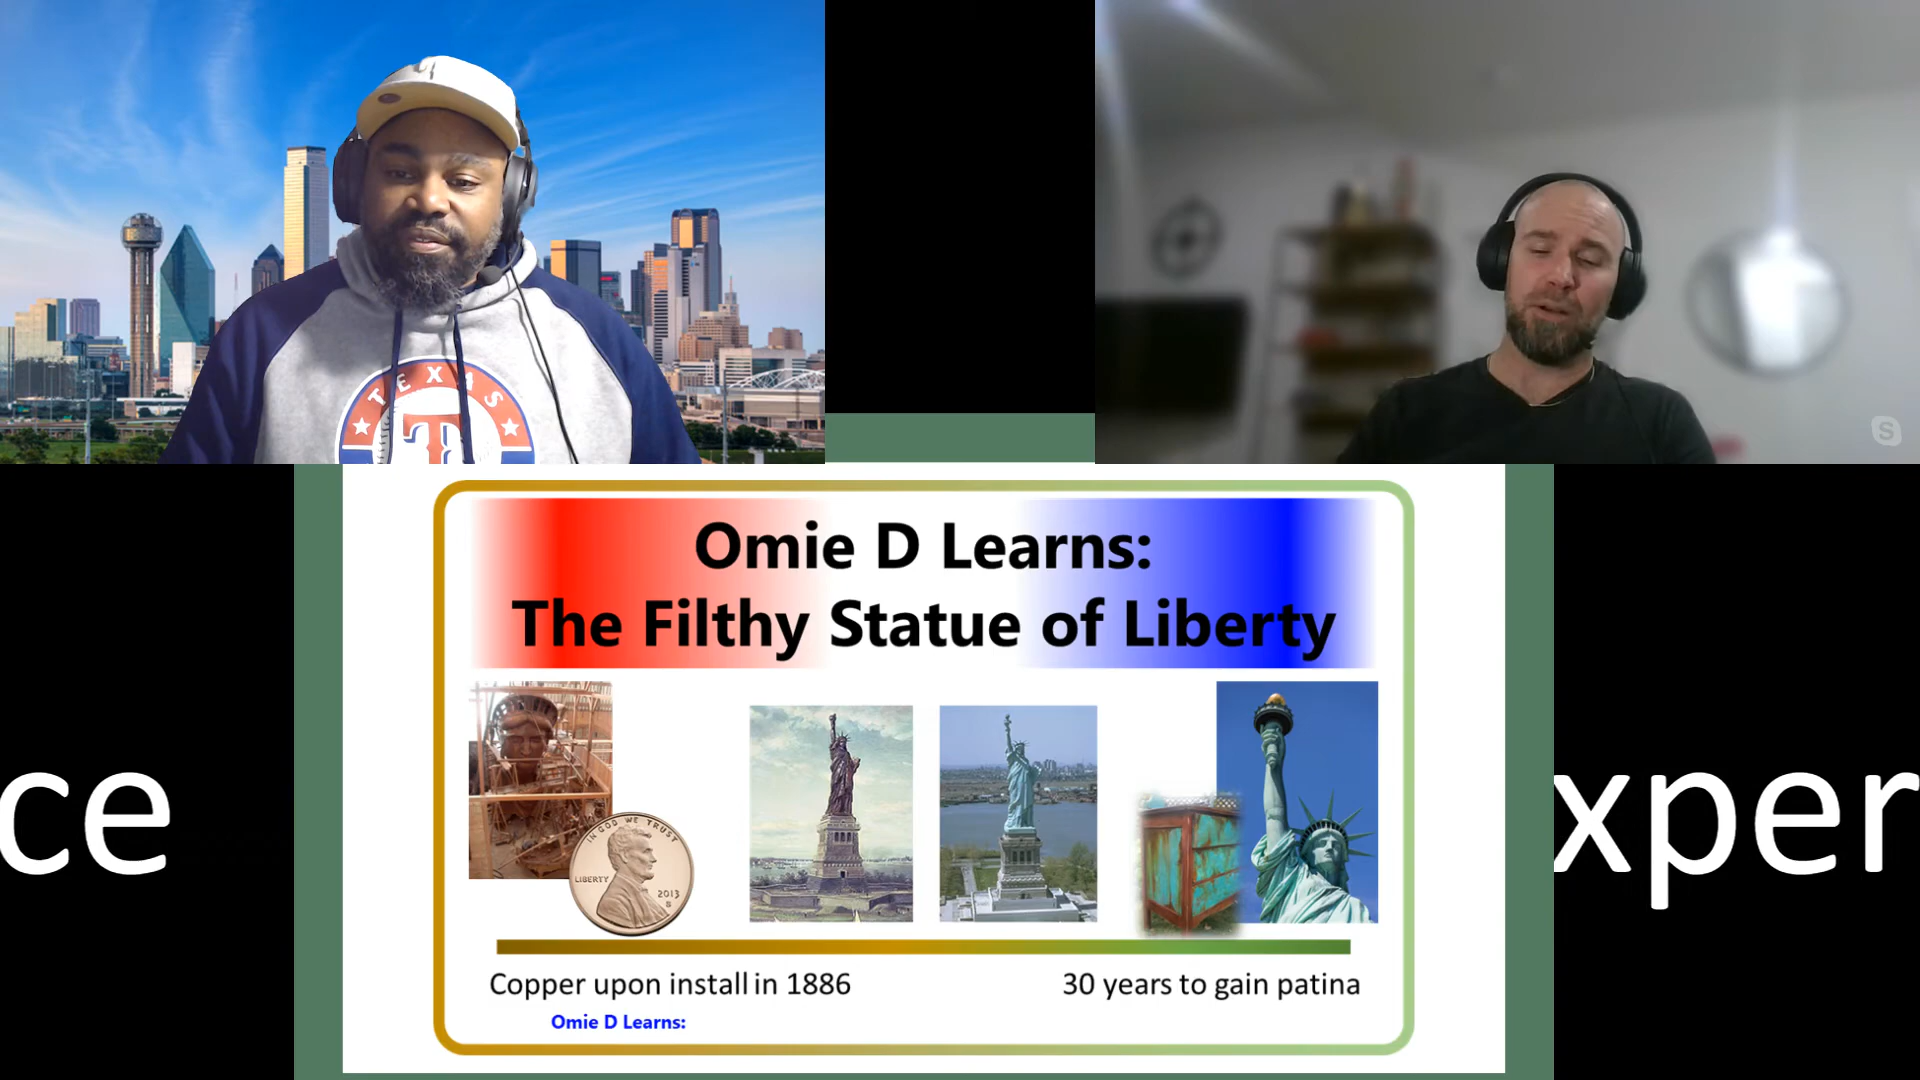 TEXAS
T
S
Omie D Learns:
The Filthy Statue of Liberty
IN GOD WE TRUST
LIBERTY
2013
S
ce
xper
Copper upon install in 1886
30 years to gain patina
Omie D Learns: